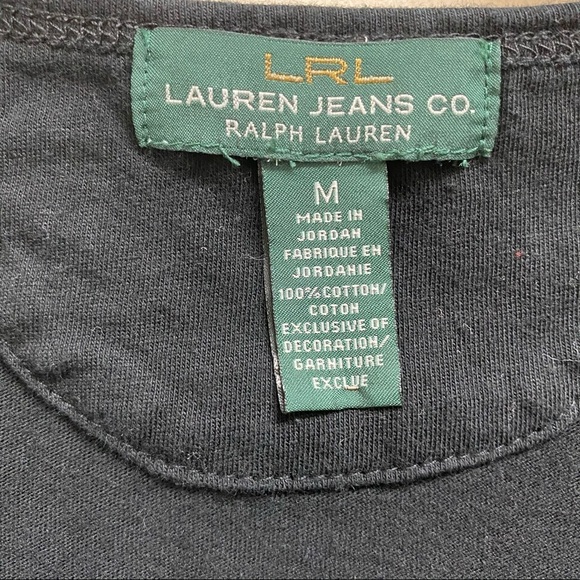 LRL
LAUREN JEANS CO.
RALPH LAUREN
M
MADE IN
JORDAN
FABRIQUE EN
JORDANIE
100% COTTON/
COTON
EXCLUSIVE OF
DECORATION/
GARNITURE
EXCLUE